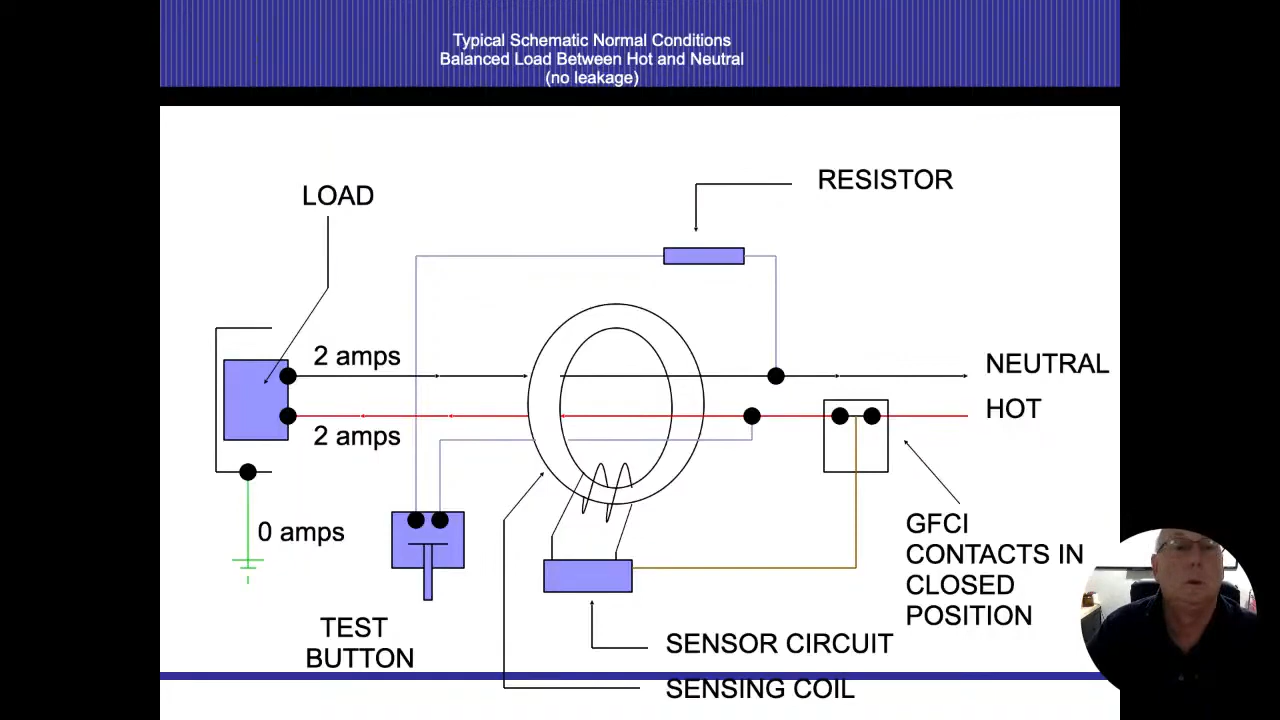 Typical Schematic Normal Conditions
Balanced Load Between Hot and Neutral
(no leakage)
RESISTOR
LOAD
2 amps
NEUTRAL
HOT
2 amps
0 amps
GFCI
CONTACTS IN
CLOSED
POSITION
TEST
BUTTON
SENSOR CIRCUIT
SENSING COIL